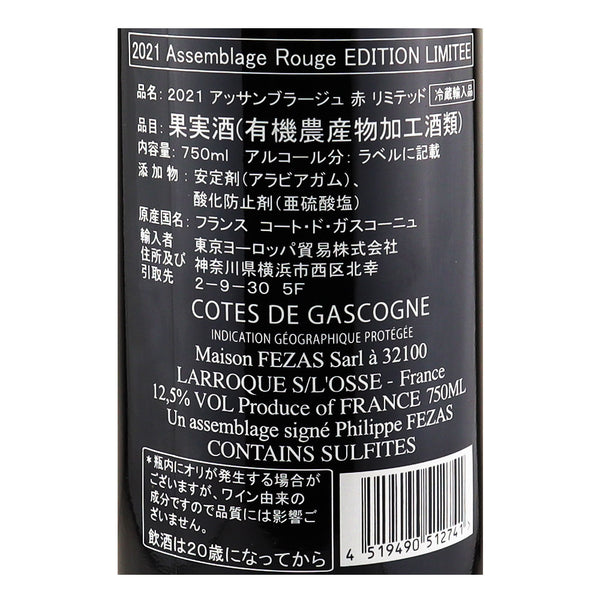 2021 Assemblage Rouge EDITION LIMITEE
品名: 2021 アッサンブラージュ 赤 リミテッド 冷蔵輸入品
品目: 果実酒(有機農産物加工酒類)
内容量: 750ml アルコール分: ラベルに記載
添加物: 安定剤(アラビアガム)、
酸化防止剤(亜硫酸塩)
原産国名: フランス コート・ド・ガスコーニュ
輸入者 東京ヨーロッパ貿易株式会社
住所及び 神奈川県横浜市西区北幸
引取先 2-9-30 5F
COTES DE GASCOGNE
INDICATION GÉOGRAPHIQUE PROTÉGÉE
Maison FEZAS Sarl à 32100
LARROQUE S/L'OSSE - France
12,5% VOL Produce of FRANCE 750ML
Un assemblage signé Philippe FEZAS
CONTAINS SULFITES
*瓶内にオリが発生する場合が
ございますが、ワイン由来の
成分ですので品質には影響ご
ざいません。
飲酒は20歳になってから
4 519490 512741